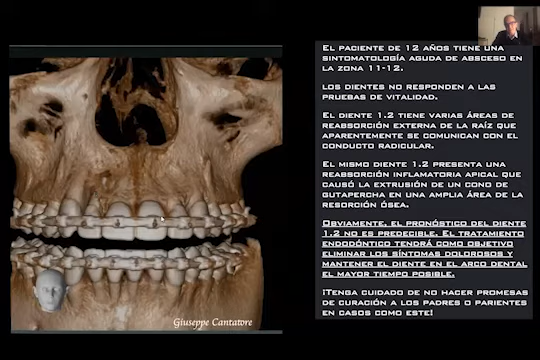 El paciente de 12 años tiene una
sintomatología aguda de absceso en
la zona 11-12.
Los dientes no responden a las
pruebas de vitalidad.
El diente 1.2 tiene varias áreas de
reabsorción externa de la raíz que
aparentemente se comunican con el
conducto radicular.
El mismo diente 1.2 presenta una
reabsorción inflamatoria apical que
causó la extrusión de un cono de
gutapercha en una amplia área de la
resorción ósea.
Obviamente, el pronóstico del diente
1.2 no es predecible. El tratamiento
endodóntico tendrá como objetivo
eliminar los síntomas dolorosos y
mantener el diente en el arco dental
el mayor tiempo posible.
¡Tenga cuidado de no hacer promesas
de curación a los padres o parientes
en casos como este!
Giuseppe Cantatore